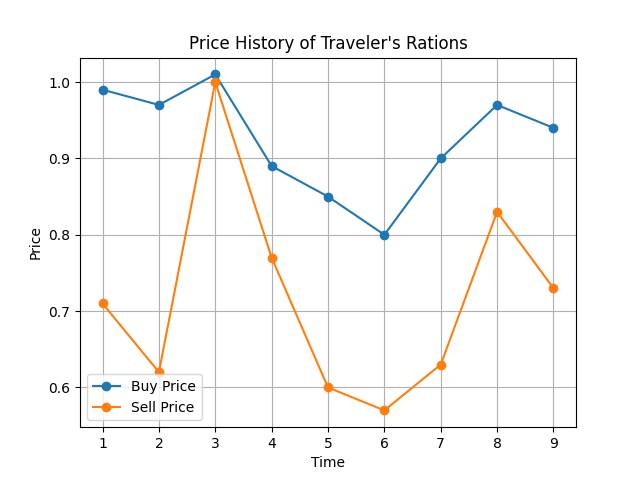 Price History of Traveler's Rations
Price
1.0
0.9
0.8
0.7
0.6
Buy Price
Sell Price
1 2 3 4 5 6 7 8 9
Time